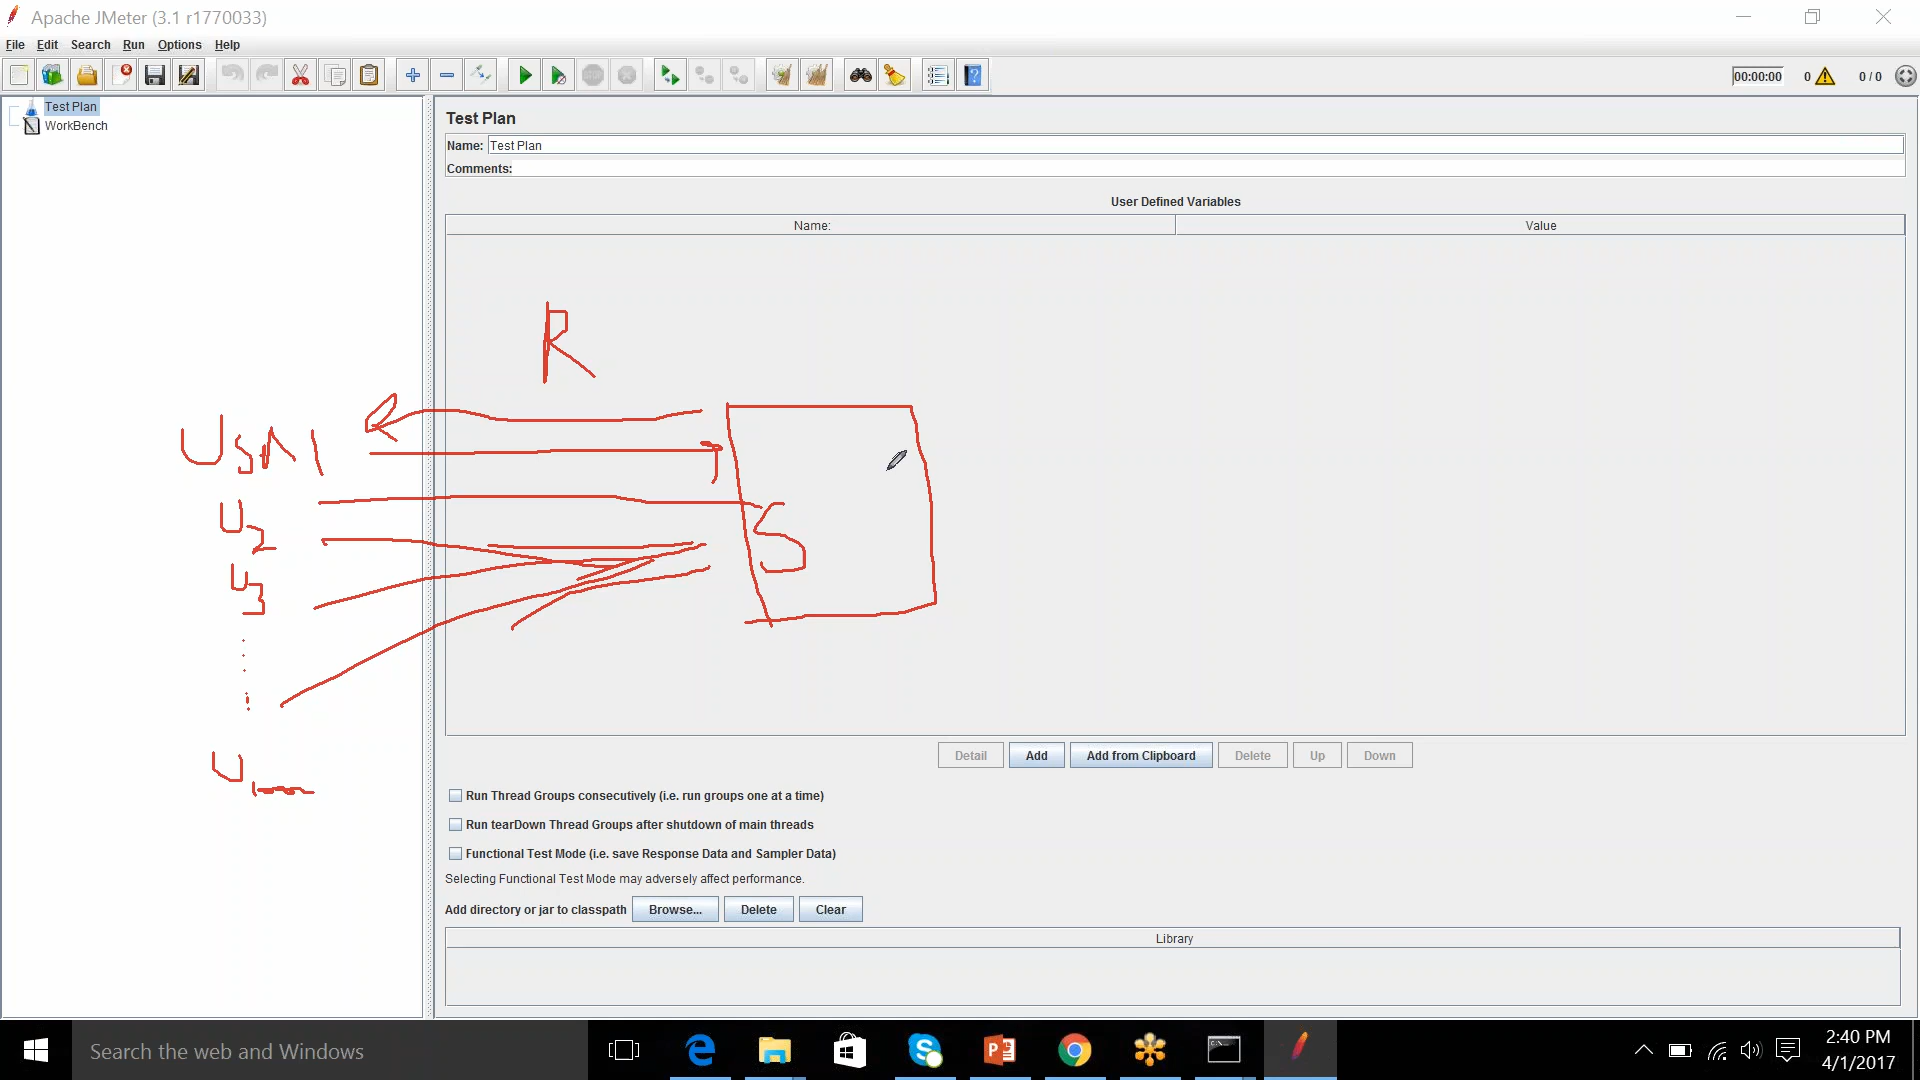 Apache JMeter (3.1 r1770033)
File Edit Search Run Options Help
00:00:00 0 0 / 0
Test Plan
WorkBench
Test Plan
Name: Test Plan
Comments:
User Defined Variables
Name: Value
R
U
S
U2
U3
U
Detail Add Add from Clipboard Delete Up Down
Run Thread Groups consecutively (i.e. run groups one at a time)
Run tearDown Thread Groups after shutdown of main threads
Functional Test Mode (i.e. save Response Data and Sampler Data)
Selecting Functional Test Mode may adversely affect performance.
Add directory or jar to classpath Browse... Delete Clear
Library
Search the web and Windows
2:40 PM
4/1/2017